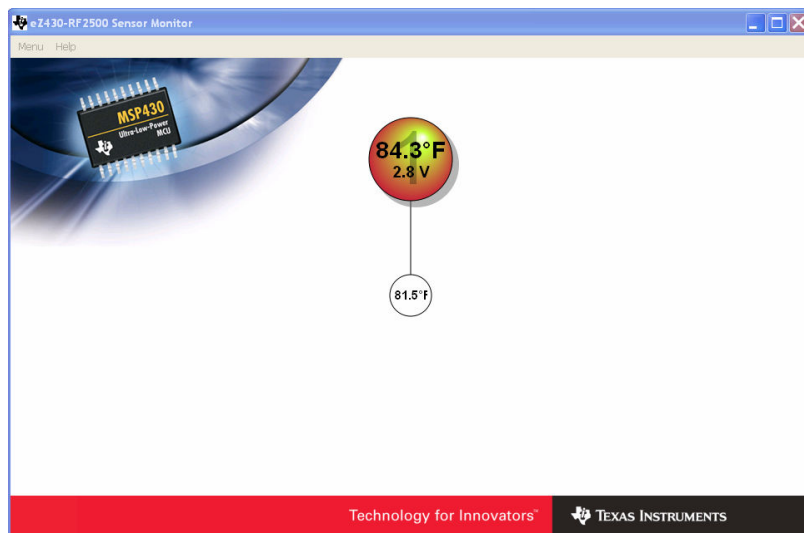 eZ430-RF2500 Sensor Monitor
Menu Help
MSP430
Ultra-Low-Power
MCU
1
84.3°F
2.8 V
81.5°F
Technology for Innovators™
TEXAS INSTRUMENTS